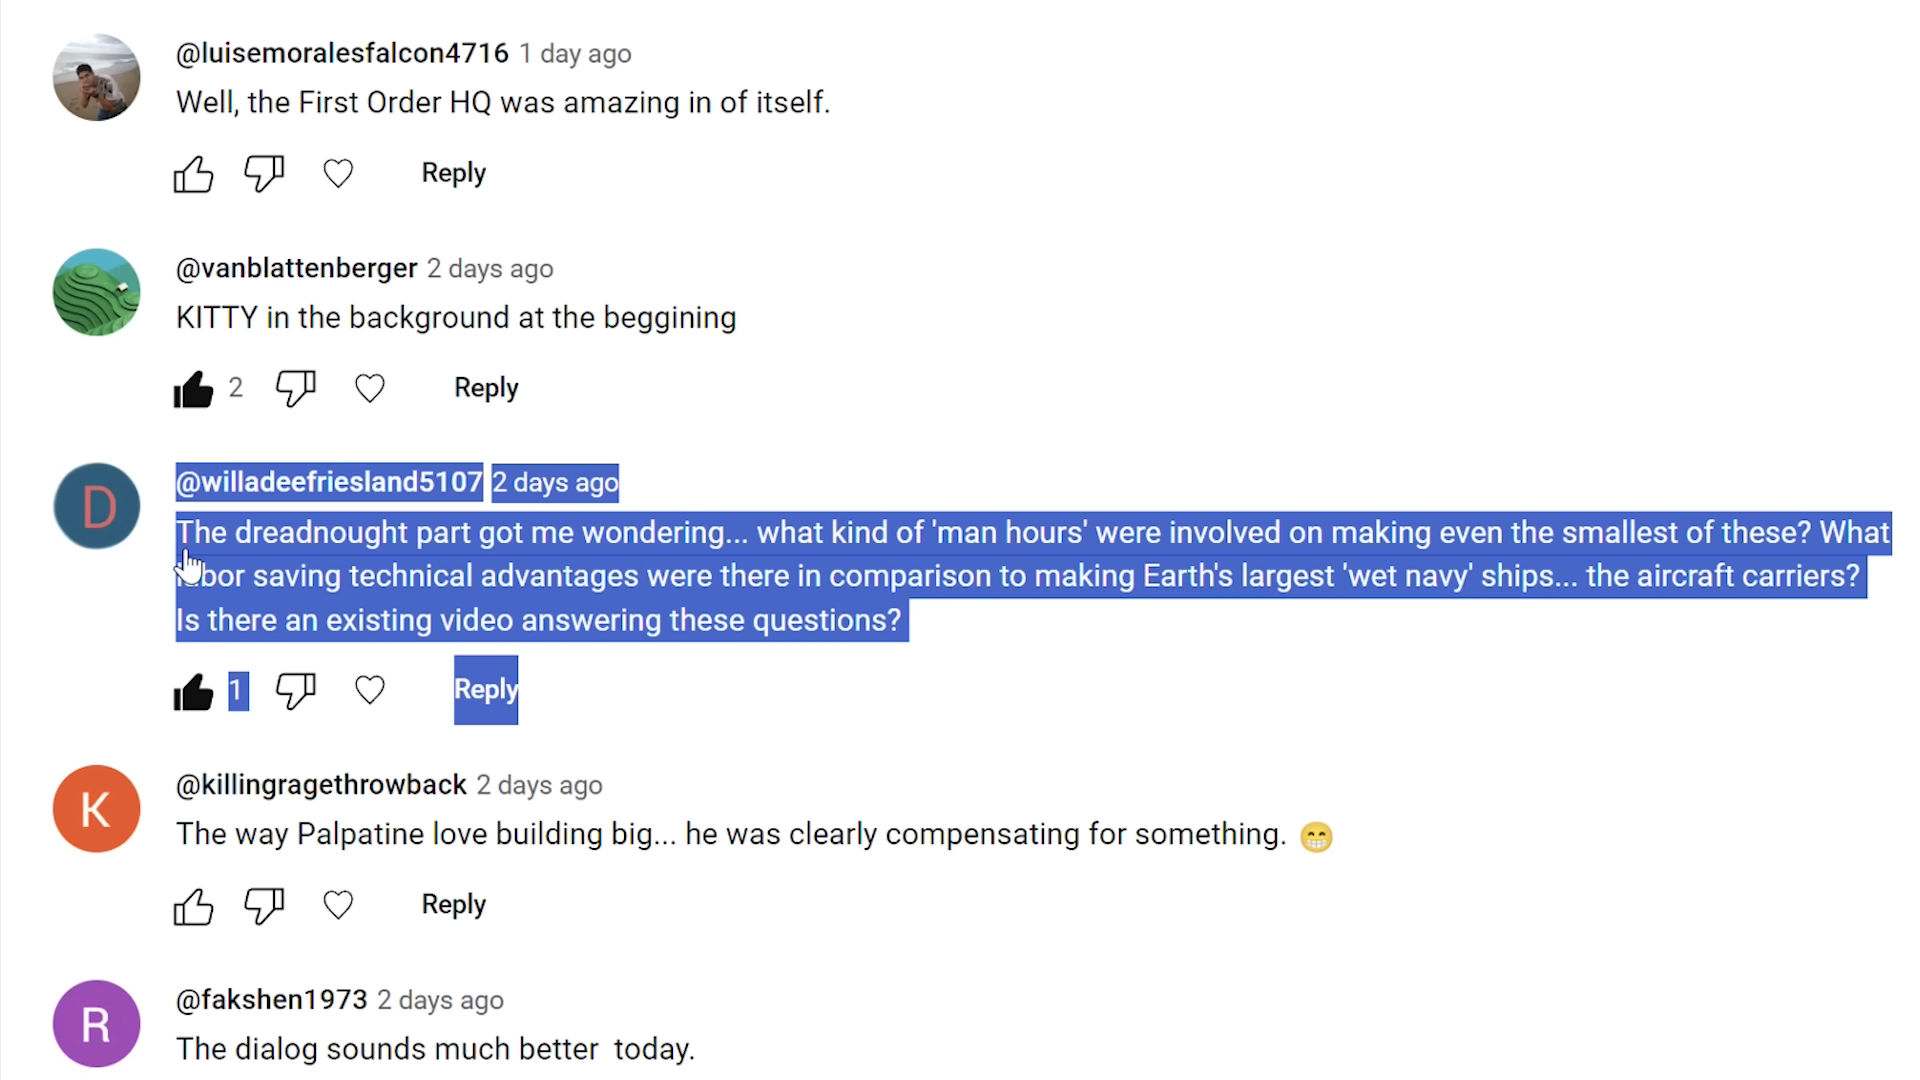 @luisemoralesfalcon4716 1 day ago
Well, the First Order HQ was amazing in of itself.
Reply
@vanblattenberger 2 days ago
KITTY in the background at the beggining
2 Reply
D
@willadeefriesland5107 2 days ago
The dreadnought part got me wondering... what kind of 'man hours' were involved on making even the smallest of these? What
labor saving technical advantages were there in comparison to making Earth's largest 'wet navy' ships... the aircraft carriers?
Is there an existing video answering these questions?
1 Reply
K
@killingragethrowback 2 days ago
The way Palpatine love building big... he was clearly compensating for something. 😁
Reply
R
@fakshen1973 2 days ago
The dialog sounds much better  today.